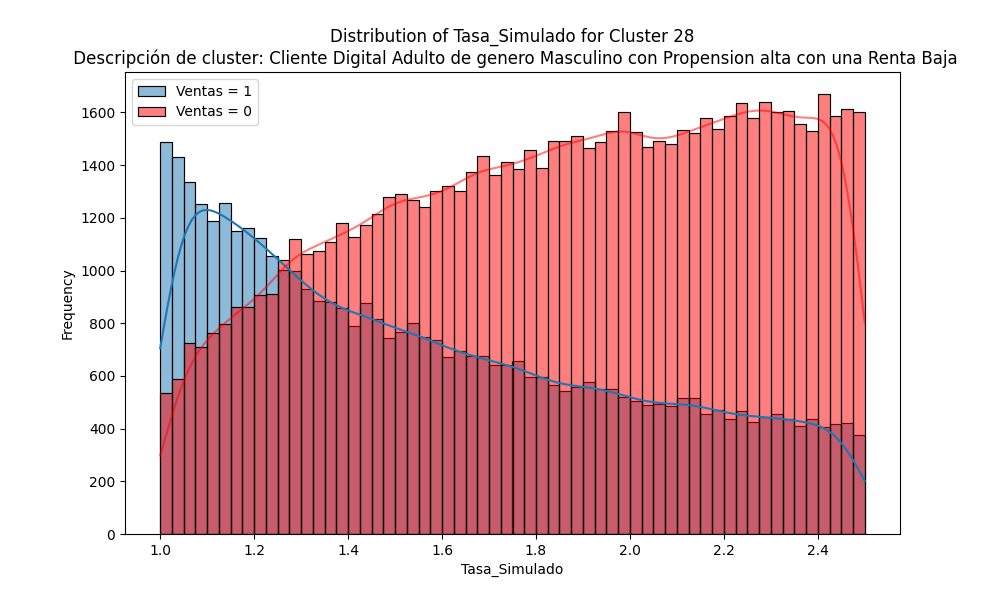 Distribution of Tasa_Simulado for Cluster 28
Descripción de cluster: Cliente Digital Adulto de genero Masculino con Propension alta con una Renta Baja
Ventas = 1
Ventas = 0
1600
1400
1200
1000
800
600
400
200
0
Frequency
1.0 1.2 1.4 1.6 1.8 2.0 2.2 2.4
Tasa_Simulado